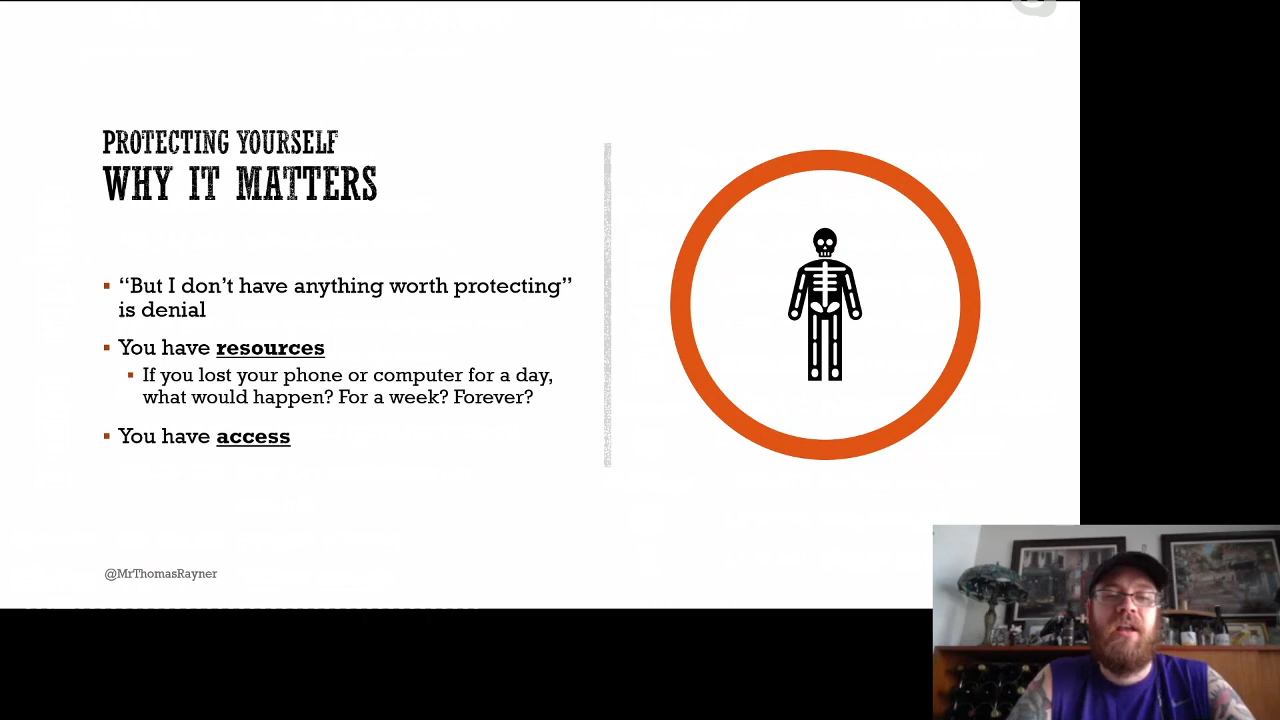 PROTECTING YOURSELF
WHY IT MATTERS
▪ “But I don’t have anything worth protecting”
is denial
▪ You have resources
▪ If you lost your phone or computer for a day,
what would happen? For a week? Forever?
▪ You have access
@MrThomasRayner